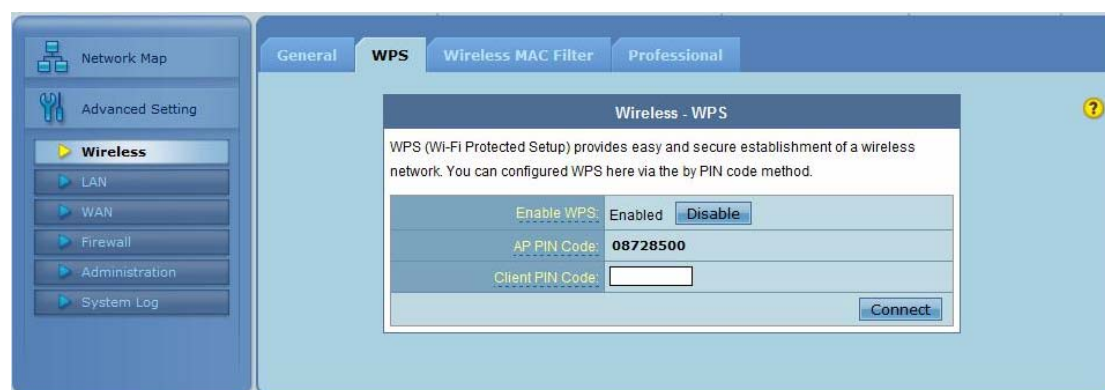 Network Map
Advanced Setting
Wireless
LAN
WAN
Firewall
Administration
System Log
General WPS Wireless MAC Filter Professional
Wireless - WPS
?
WPS (Wi-Fi Protected Setup) provides easy and secure establishment of a wireless
network. You can configured WPS here via the by PIN code method.
Enable WPS: Enabled Disable
AP PIN Code: 08728500
Client PIN Code:
Connect